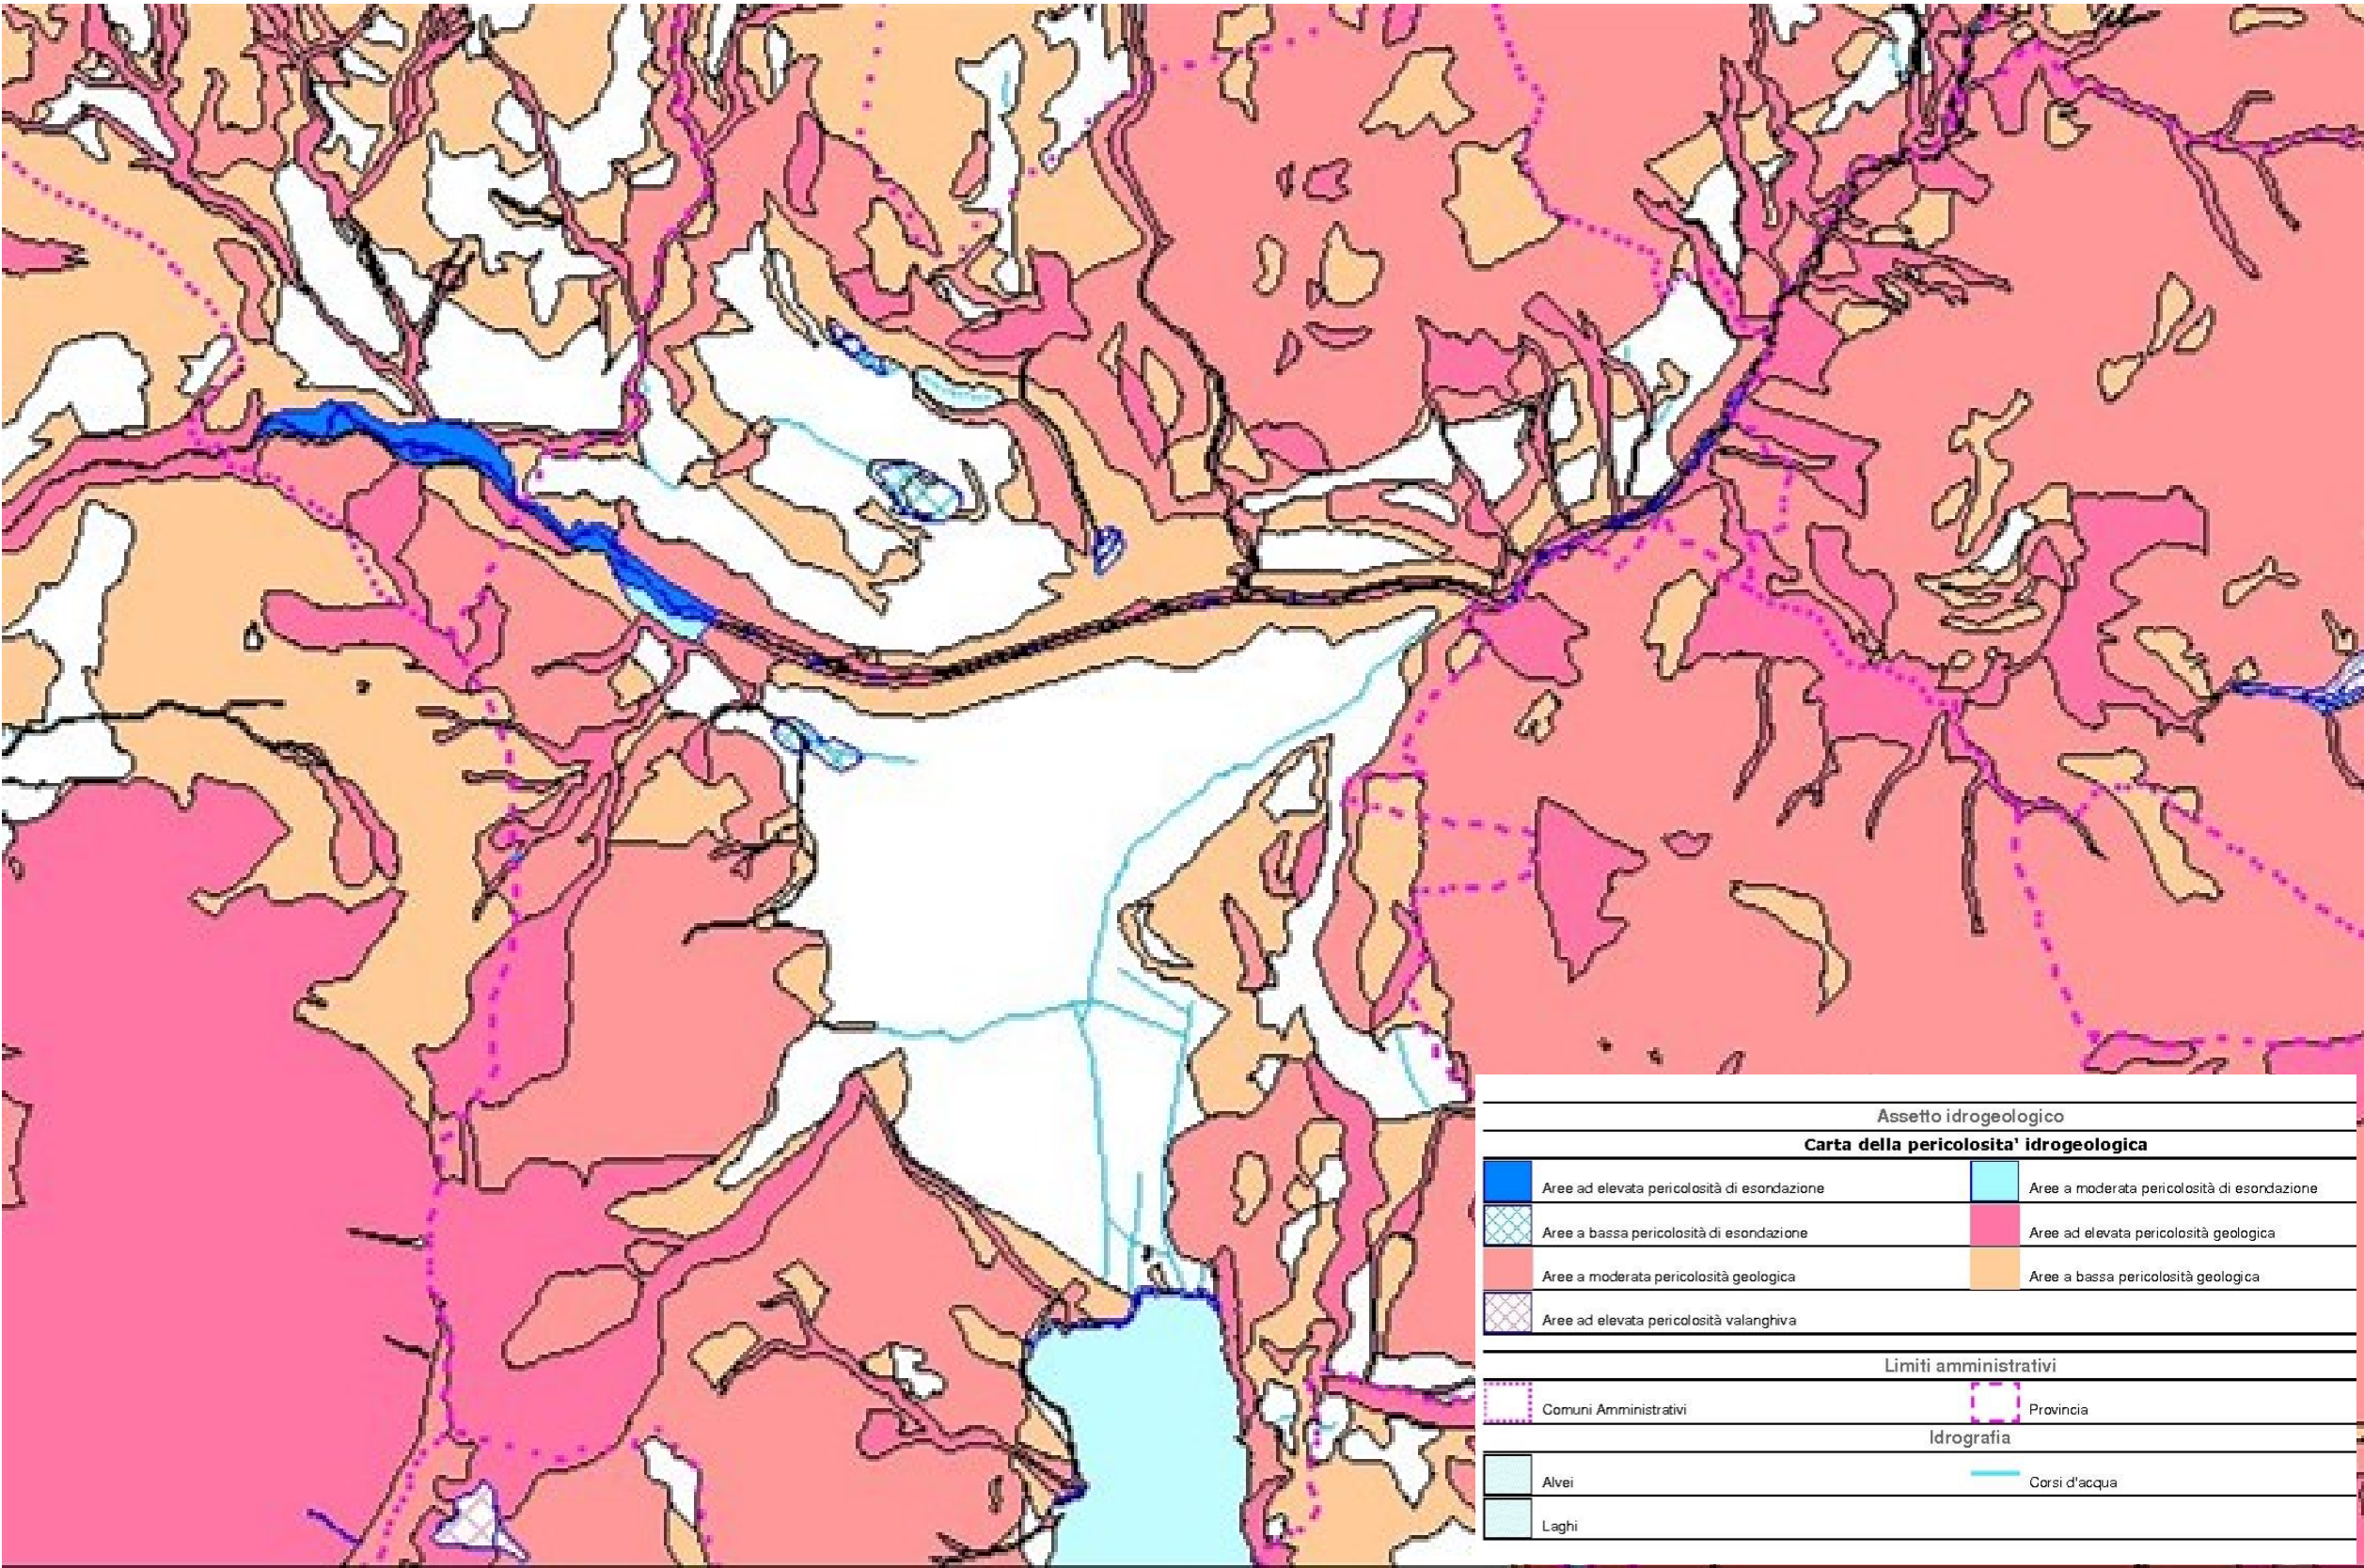 Assetto idrogeologico
Carta della pericolosita' idrogeologica
Aree ad elevata pericolosità di esondazione
Aree a moderata pericolosità di esondazione
Aree a bassa pericolosità di esondazione
Aree ad elevata pericolosità geologica
Aree a moderata pericolosità geologica
Aree a bassa pericolosità geologica
Aree ad elevata pericolosità valanghiva
Limiti amministrativi
Comuni Amministrativi
Provincia
Idrografia
Alvei
Corsi d'acqua
Laghi